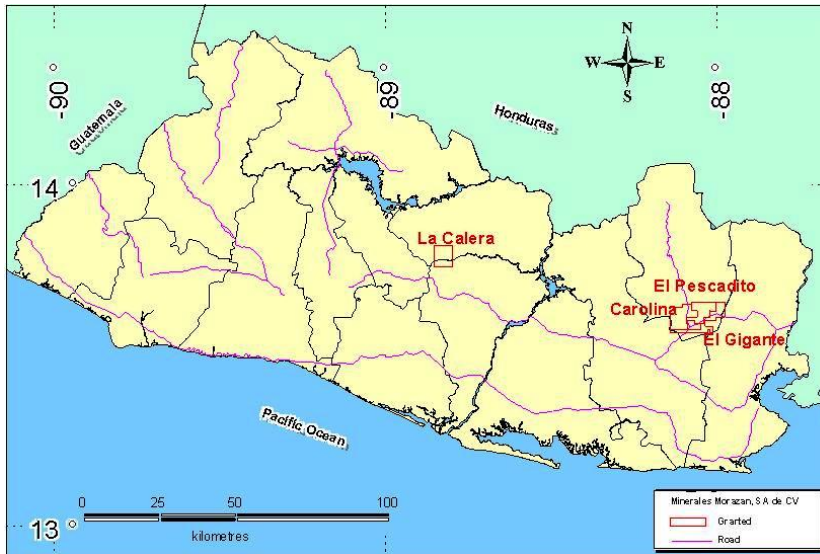 N
W E
S
-90
-89
-88
Guatemala
Honduras
14
La Calera
El Pescadito
Carolina
El Gigante
Pacific Ocean
0 25 50 100
kilometres
13
Minerales Morazan, S A de CV
Granted
Road